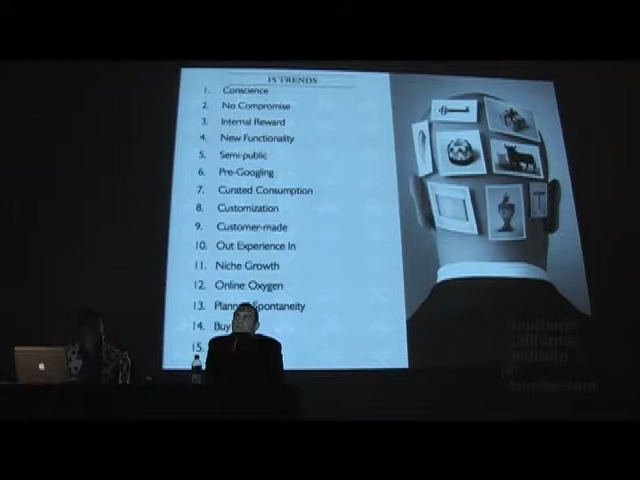 15 TRENDS
1. Conscience
2. No Compromise
3. Internal Reward
4. New Functionality
5. Semi-public
6. Pre-Googling
7. Curated Consumption
8. Customization
9. Customer-made
10. Out Experience In
11. Niche Growth
12. Online Oxygen
13. Planned Spontaneity
14. Buy
15.
Southern
California
Institute
of
Architecture